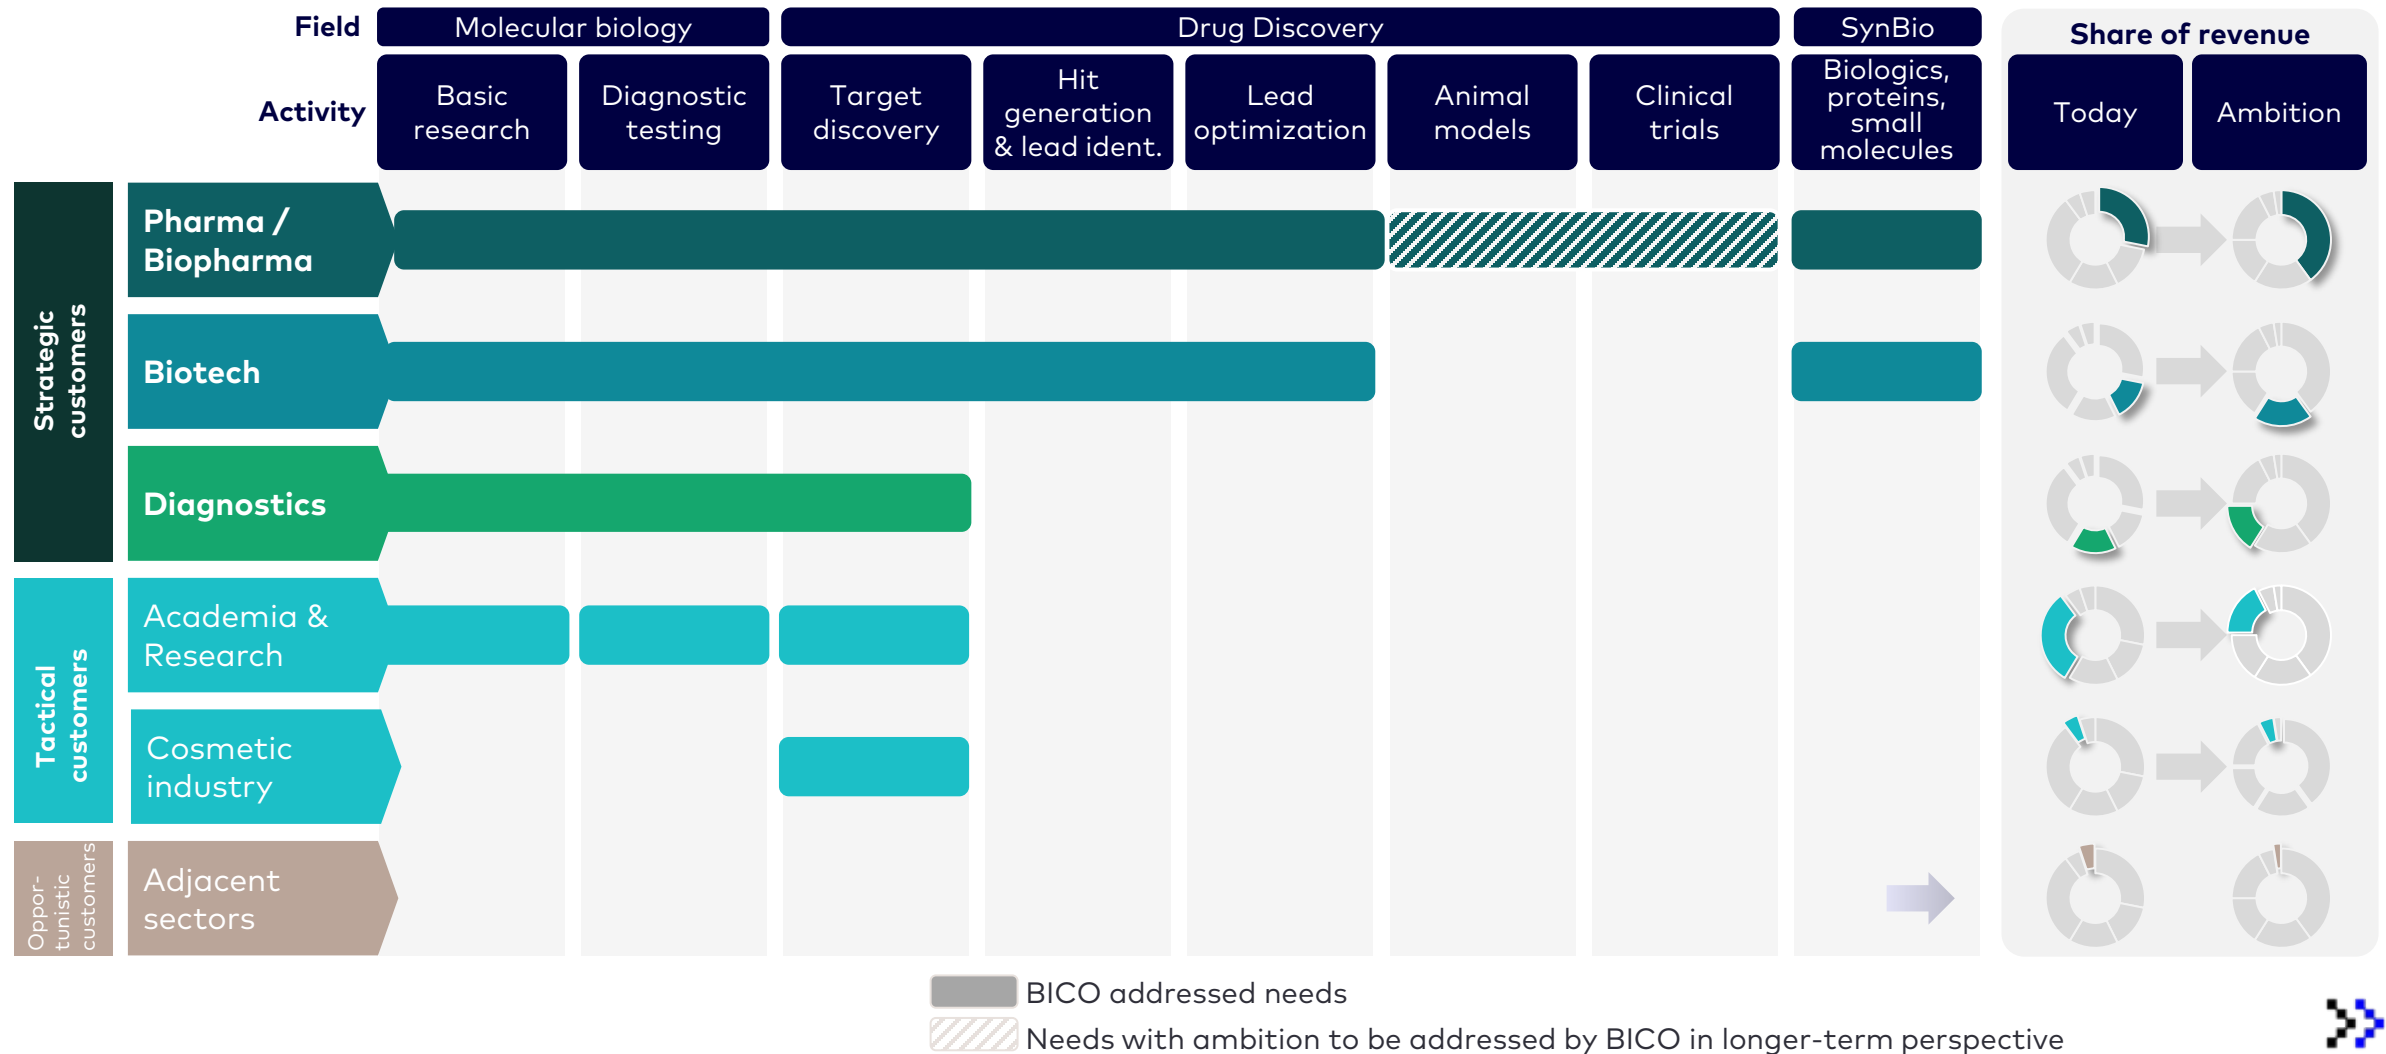 Field
Molecular biology
Drug Discovery
SynBio
Share of revenue
Activity
Basic
research
Diagnostic
testing
Target
discovery
Hit
generation
& lead ident.
Lead
optimization
Animal
models
Clinical
trials
Biologics,
proteins,
small
molecules
Today
Ambition
Strategic
customers
Pharma /
Biopharma
Biotech
Diagnostics
Tactical
customers
Academia &
Research
Cosmetic
industry
Oppor-
tunistic
customers
Adjacent
sectors
BICO addressed needs
Needs with ambition to be addressed by BICO in longer-term perspective